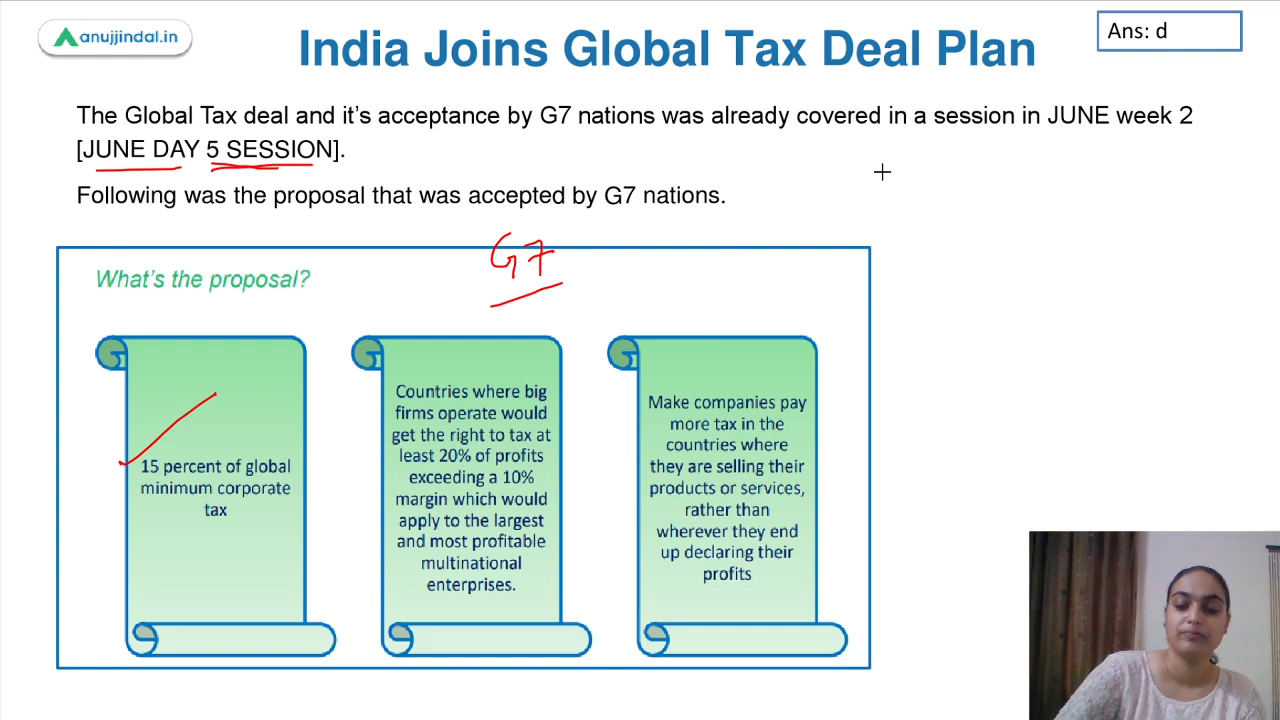 anujjindal.in
India Joins Global Tax Deal Plan
Ans: d
The Global Tax deal and it's acceptance by G7 nations was already covered in a session in JUNE week 2
[JUNE DAY 5 SESSION].
Following was the proposal that was accepted by G7 nations.
G7
What's the proposal?
15 percent of global
minimum corporate
tax
Countries where big
firms operate would
get the right to tax at
least 20% of profits
exceeding a 10%
margin which would
apply to the largest
and most profitable
multinational
enterprises.
Make companies pay
more tax in the
countries where
they are selling their
products or services,
rather than
wherever they end
up declaring their
profits